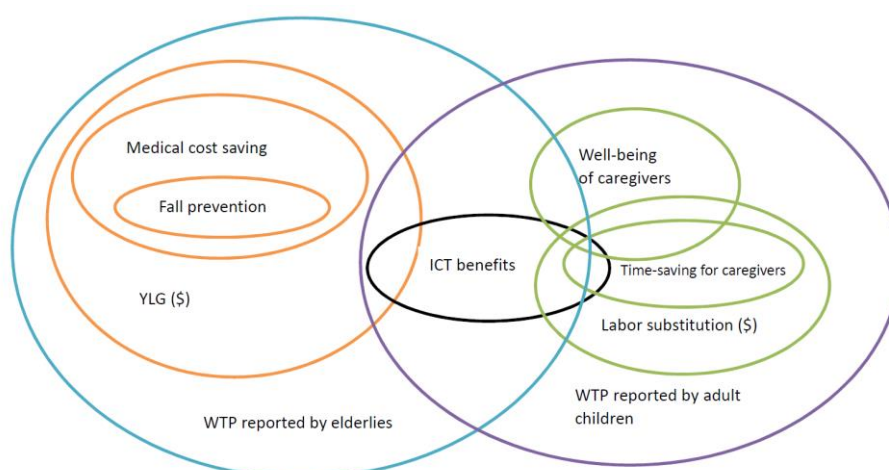 Medical cost saving
Fall prevention
YLG ($)
WTP reported by elderlies
ICT benefits
Well-being
of caregivers
Time-saving for caregivers
Labor substitution ($)
WTP reported by adult
children